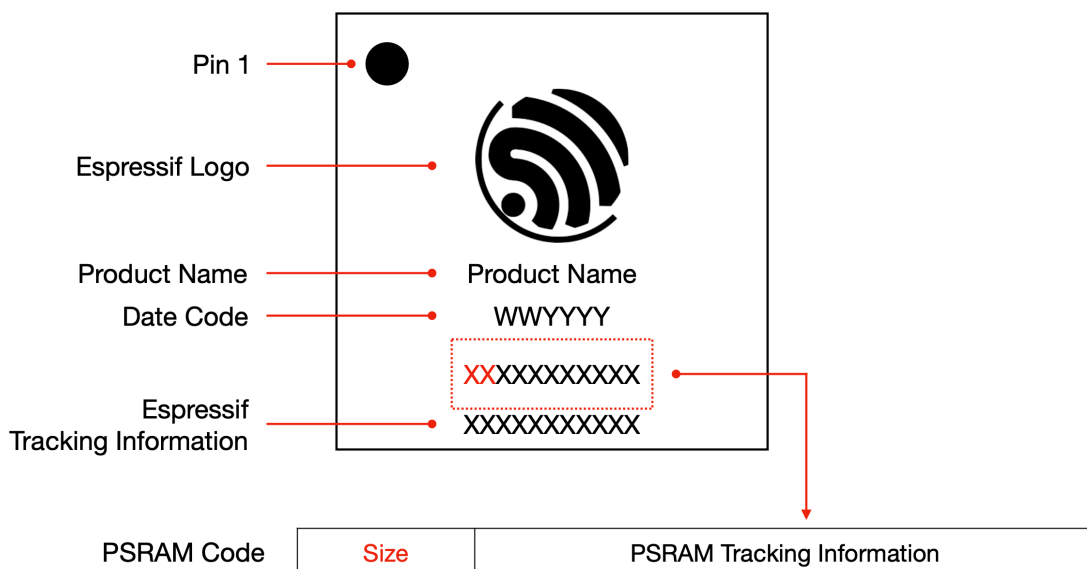 Pin 1
Espressif Logo
Product Name
Product Name
Date Code
WWYYYY
XXXXXXXXXXX
Espressif
Tracking Information
XXXXXXXXXXX
PSRAM Code
Size
PSRAM Tracking Information